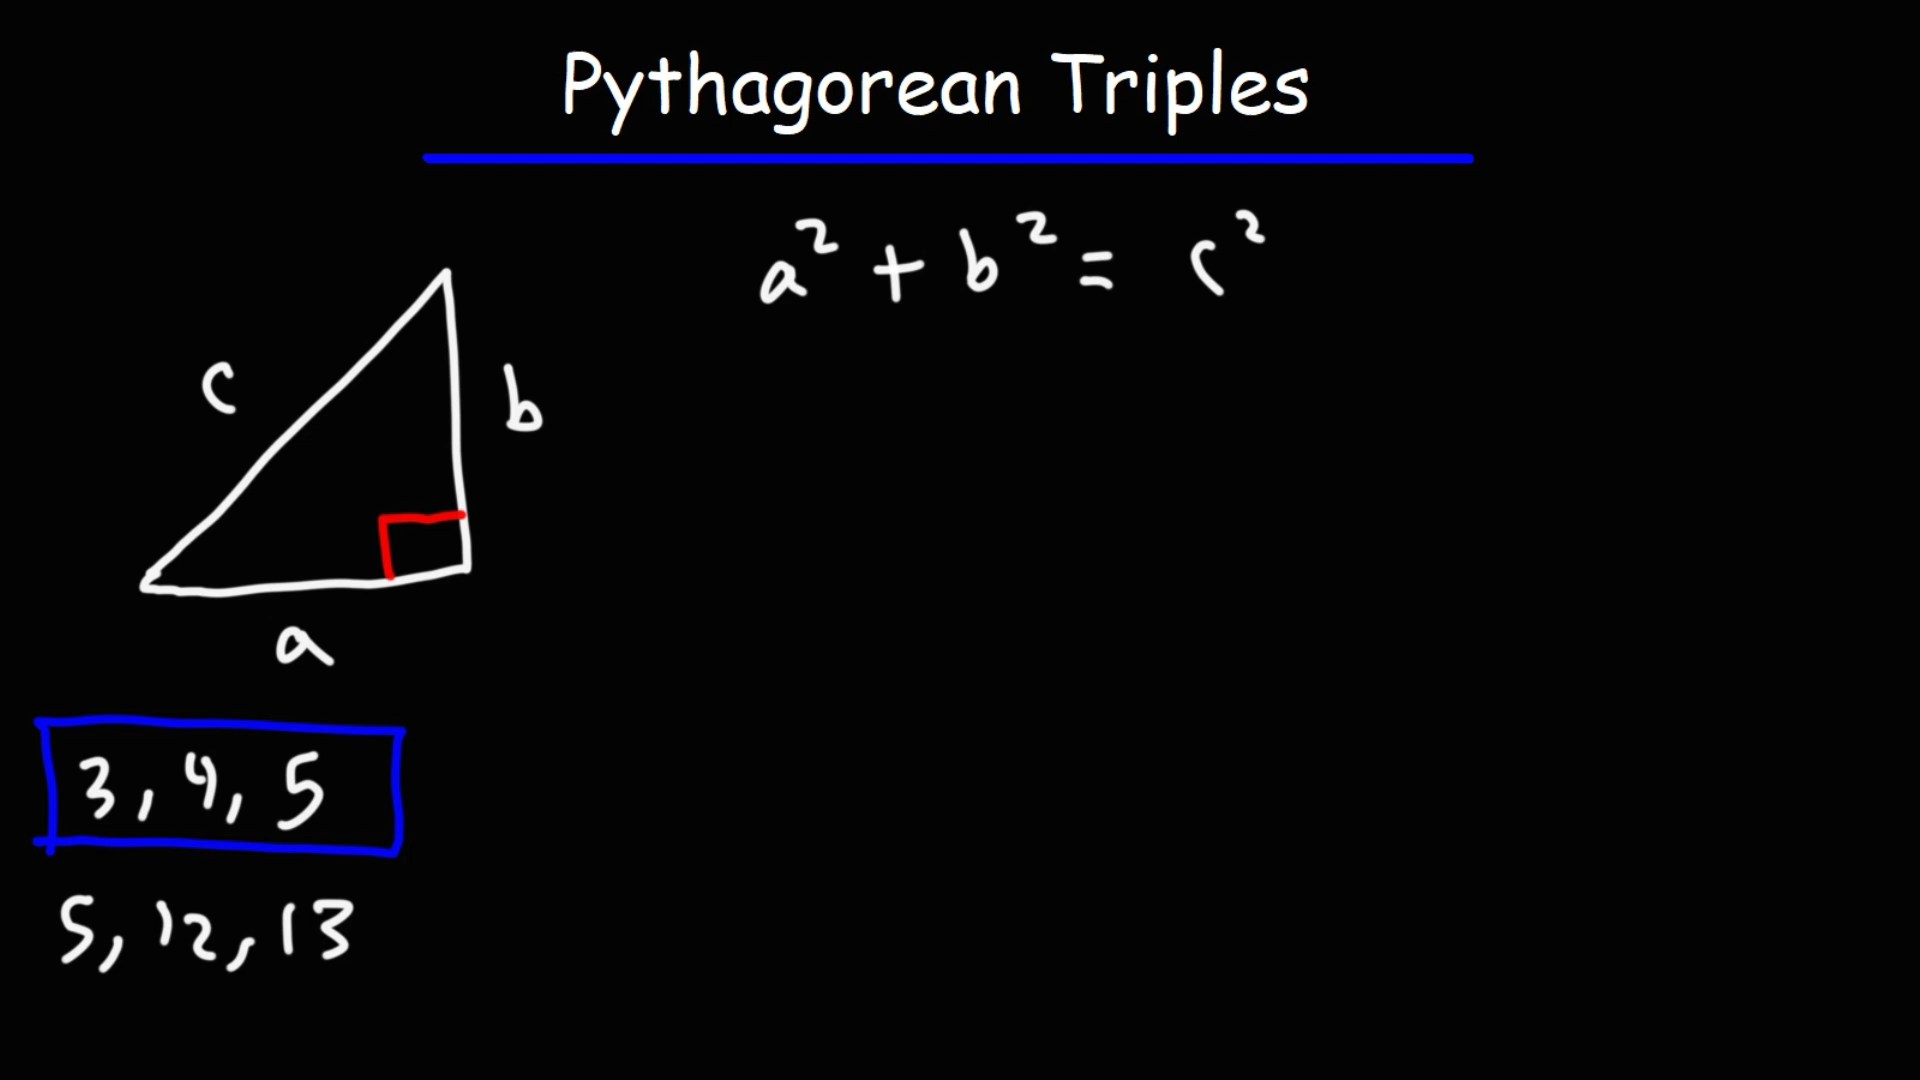 Pythagorean Triples
a² + b² = c²
c
b
a
3, 4, 5
5, 12, 13